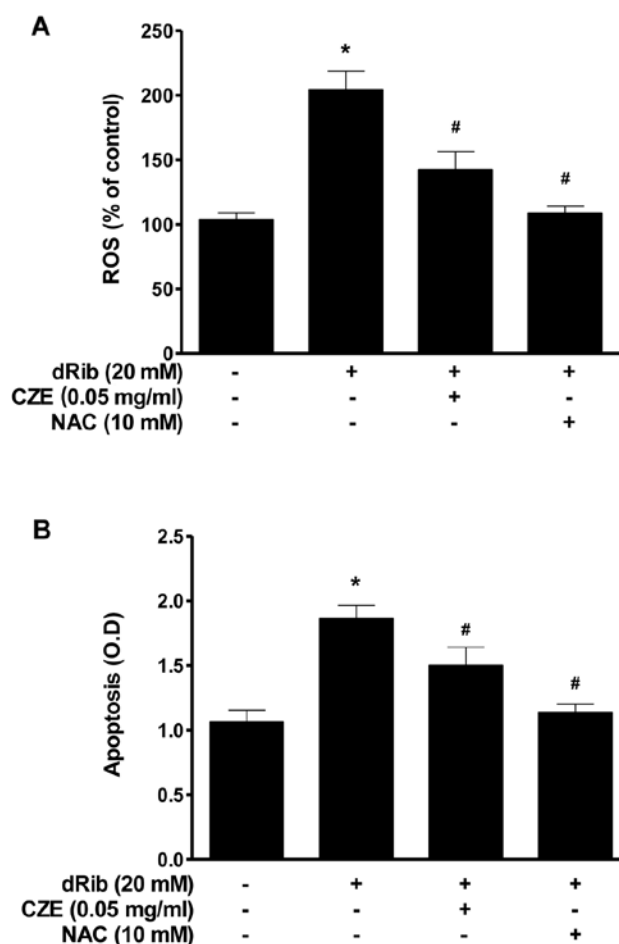 A
250
*
200
#
150
#
100
50
0
ROS (% of control)
dRib (20 mM) - + + +
CZE (0.05 mg/ml) - - + -
NAC (10 mM) - - - +
B
2.5
2.0
*
#
1.5
#
1.0
0.5
0.0
Apoptosis (O.D)
dRib (20 mM) - + + +
CZE (0.05 mg/ml) - - + -
NAC (10 mM) - - - +